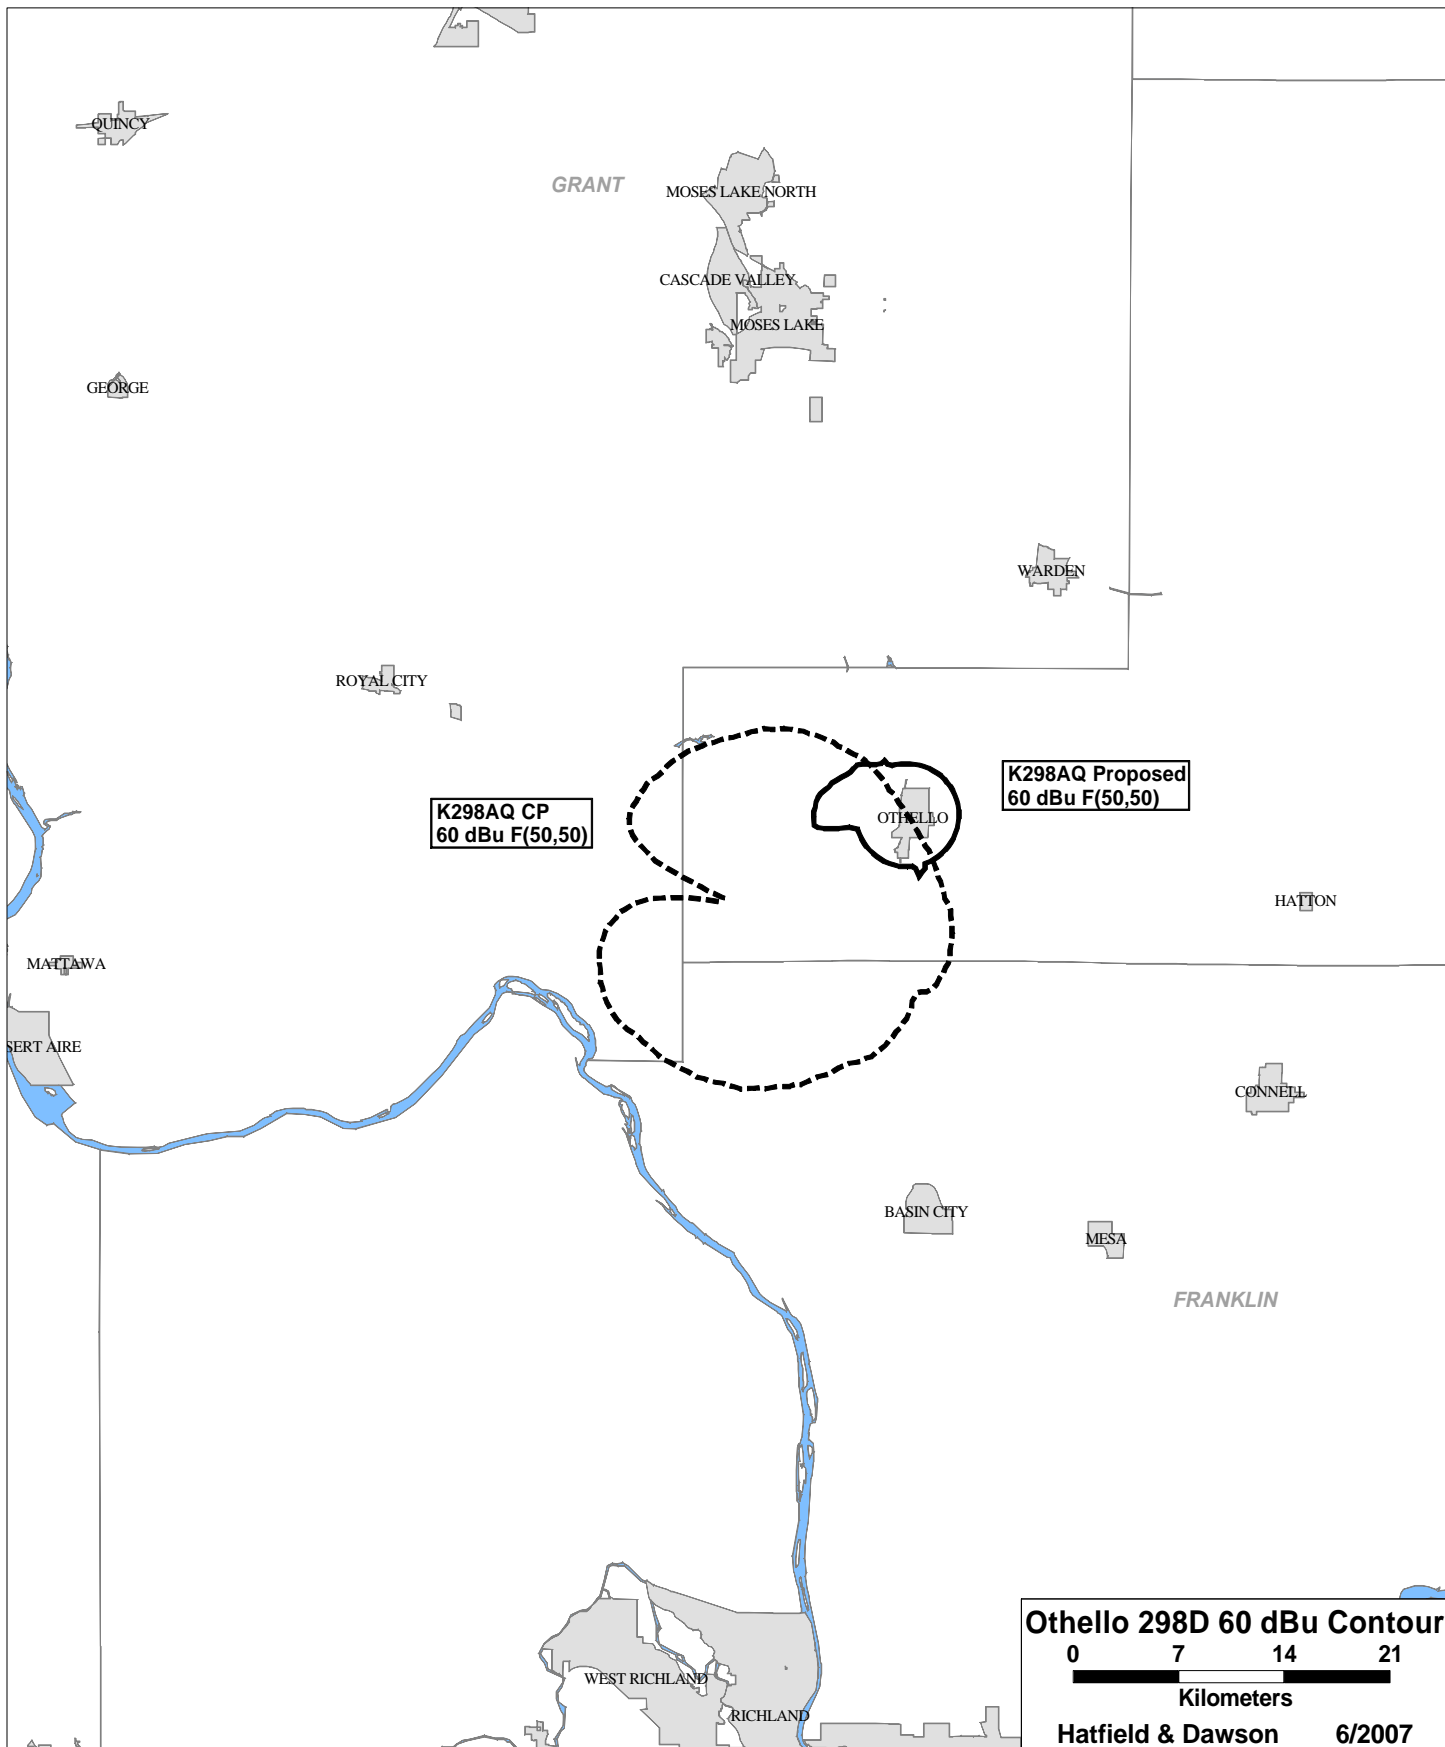 QUINCY
GRANT
MOSES LAKE NORTH
CASCADE VALLEY
MOSES LAKE
GEORGE
WARDEN
ROYAL CITY
K298AQ CP
60 dBu F(50,50)
K298AQ Proposed
60 dBu F(50,50)
OTHELLO
HATTON
MATTAWA
SERT AIRE
CONNELL
BASIN CITY
MESA
FRANKLIN
WEST RICHLAND
RICHLAND
Othello 298D 60 dBu Contour
0 7 14 21
Kilometers
Hatfield & Dawson 6/2007